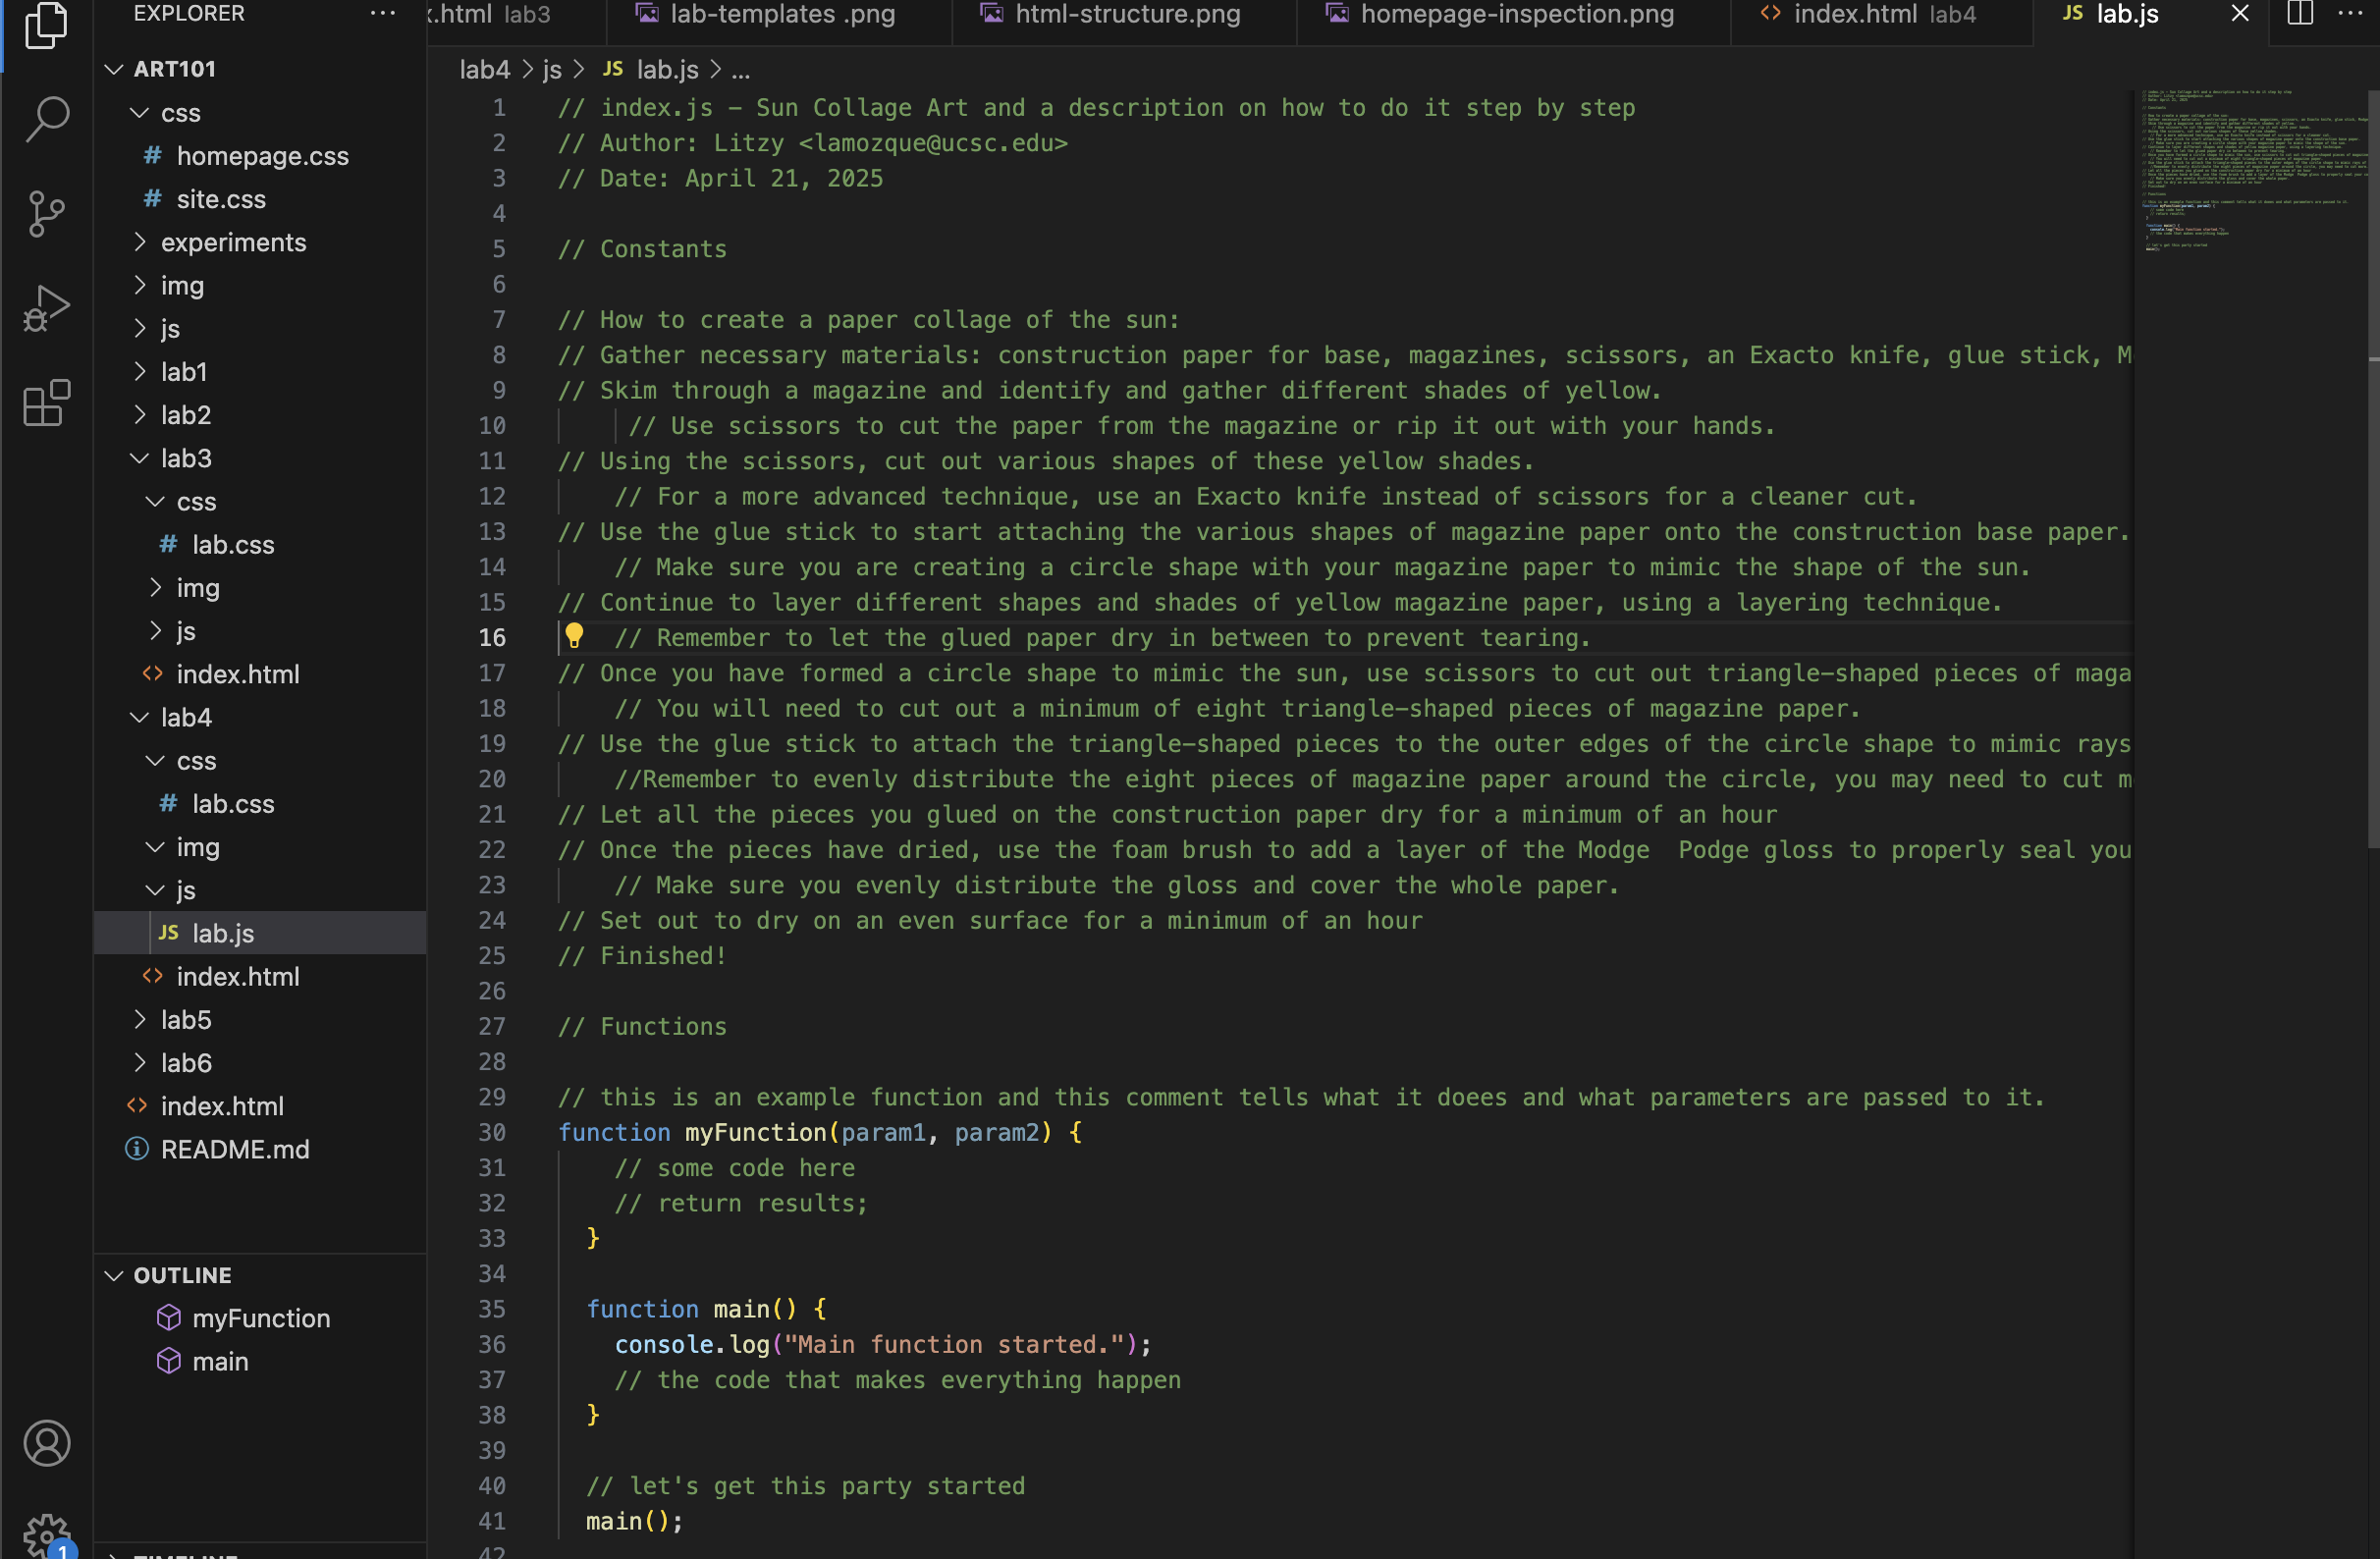 EXPLORER
ART101
css
# homepage.css
# site.css
experiments
img
js
lab1
lab2
lab3
css
# lab.css
img
js
<> index.html
lab4
css
# lab.css
img
js
JS lab.js
<> index.html
lab5
lab6
<> index.html
README.md
OUTLINE
myFunction
main
1
x.html lab3
lab-templates .png
html-structure.png
homepage-inspection.png
<> index.html lab4
JS lab.js
lab4 > js > JS lab.js > ...
1 // index.js - Sun Collage Art and a description on how to do it step by step
2 // Author: Litzy <lamozque@ucsc.edu>
3 // Date: April 21, 2025
4
5 // Constants
6
7 // How to create a paper collage of the sun:
8 // Gather necessary materials: construction paper for base, magazines, scissors, an Exacto knife, glue stick, M
9 // Skim through a magazine and identify and gather different shades of yellow.
10 // Use scissors to cut the paper from the magazine or rip it out with your hands.
11 // Using the scissors, cut out various shapes of these yellow shades.
12 // For a more advanced technique, use an Exacto knife instead of scissors for a cleaner cut.
13 // Use the glue stick to start attaching the various shapes of magazine paper onto the construction base paper.
14 // Make sure you are creating a circle shape with your magazine paper to mimic the shape of the sun.
15 // Continue to layer different shapes and shades of yellow magazine paper, using a layering technique.
16 // Remember to let the glued paper dry in between to prevent tearing.
17 // Once you have formed a circle shape to mimic the sun, use scissors to cut out triangle-shaped pieces of maga
18 // You will need to cut out a minimum of eight triangle-shaped pieces of magazine paper.
19 // Use the glue stick to attach the triangle-shaped pieces to the outer edges of the circle shape to mimic rays
20 //Remember to evenly distribute the eight pieces of magazine paper around the circle, you may need to cut m
21 // Let all the pieces you glued on the construction paper dry for a minimum of an hour
22 // Once the pieces have dried, use the foam brush to add a layer of the Modge  Podge gloss to properly seal you
23 // Make sure you evenly distribute the gloss and cover the whole paper.
24 // Set out to dry on an even surface for a minimum of an hour
25 // Finished!
26
27 // Functions
28
29 // this is an example function and this comment tells what it doees and what parameters are passed to it.
30 function myFunction(param1, param2) {
31 // some code here
32 // return results;
33 }
34
35 function main() {
36 console.log("Main function started.");
37 // the code that makes everything happen
38 }
39
40 // let's get this party started
41 main();
42